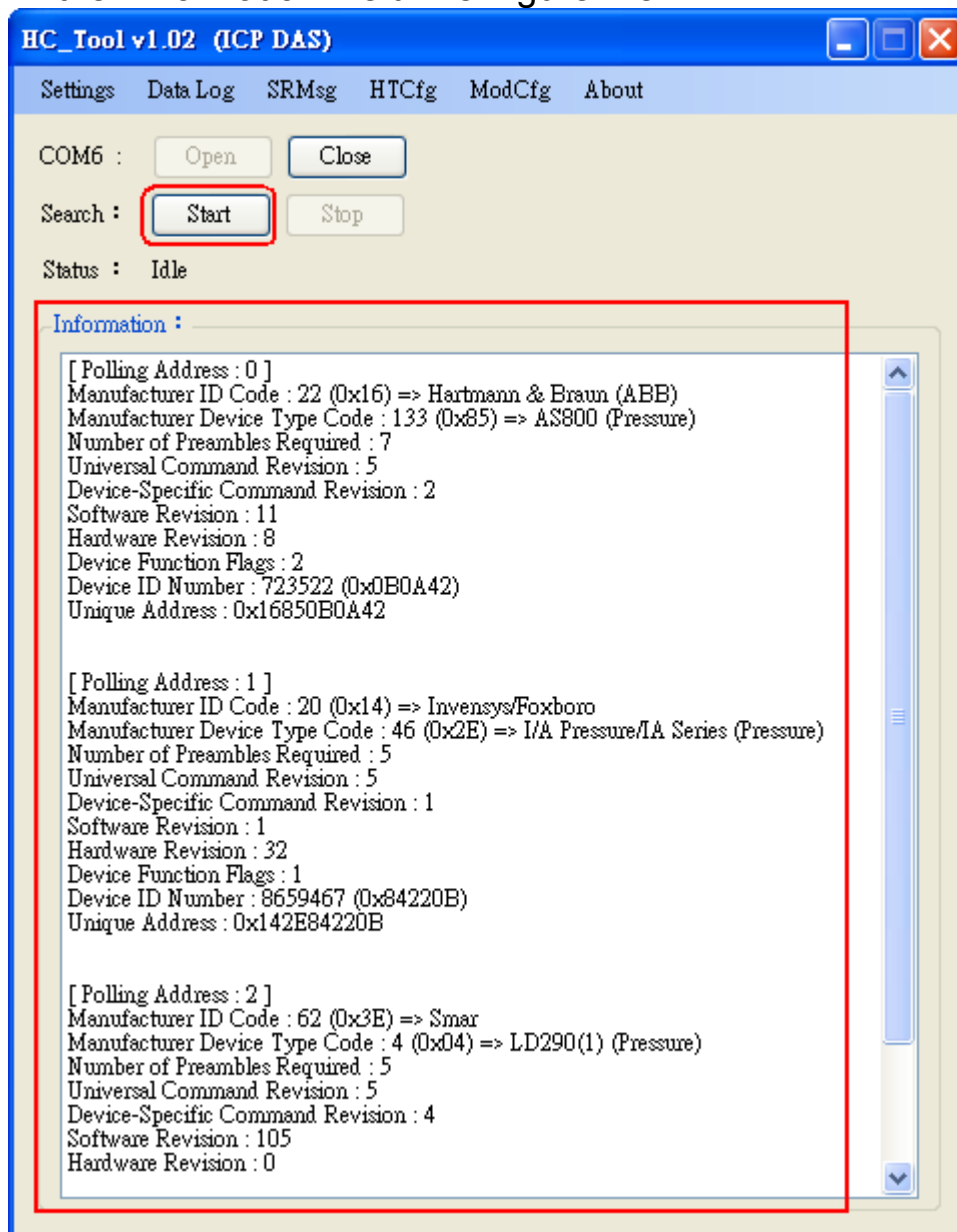 HC_Tool v1.02 (ICP DAS)
Settings Data Log SRMsg HTCfg ModCfg About
COM6 : Open Close
Search : Start Stop
Status : Idle
Information :
[ Polling Address : 0 ]
Manufacturer ID Code : 22 (0x16) => Hartmann & Braun (ABB)
Manufacturer Device Type Code : 133 (0x85) => AS800 (Pressure)
Number of Preambles Required : 7
Universal Command Revision : 5
Device-Specific Command Revision : 2
Software Revision : 11
Hardware Revision : 8
Device Function Flags : 2
Device ID Number : 723522 (0x0B0A42)
Unique Address : 0x16850B0A42
[ Polling Address : 1 ]
Manufacturer ID Code : 20 (0x14) => Invensys/Foxboro
Manufacturer Device Type Code : 46 (0x2E) => I/A Pressure/IA Series (Pressure)
Number of Preambles Required : 5
Universal Command Revision : 5
Device-Specific Command Revision : 1
Software Revision : 1
Hardware Revision : 32
Device Function Flags : 1
Device ID Number : 8659467 (0x84220B)
Unique Address : 0x142E84220B
[ Polling Address : 2 ]
Manufacturer ID Code : 62 (0x3E) => Smar
Manufacturer Device Type Code : 4 (0x04) => LD290(1) (Pressure)
Number of Preambles Required : 5
Universal Command Revision : 5
Device-Specific Command Revision : 4
Software Revision : 105
Hardware Revision : 0